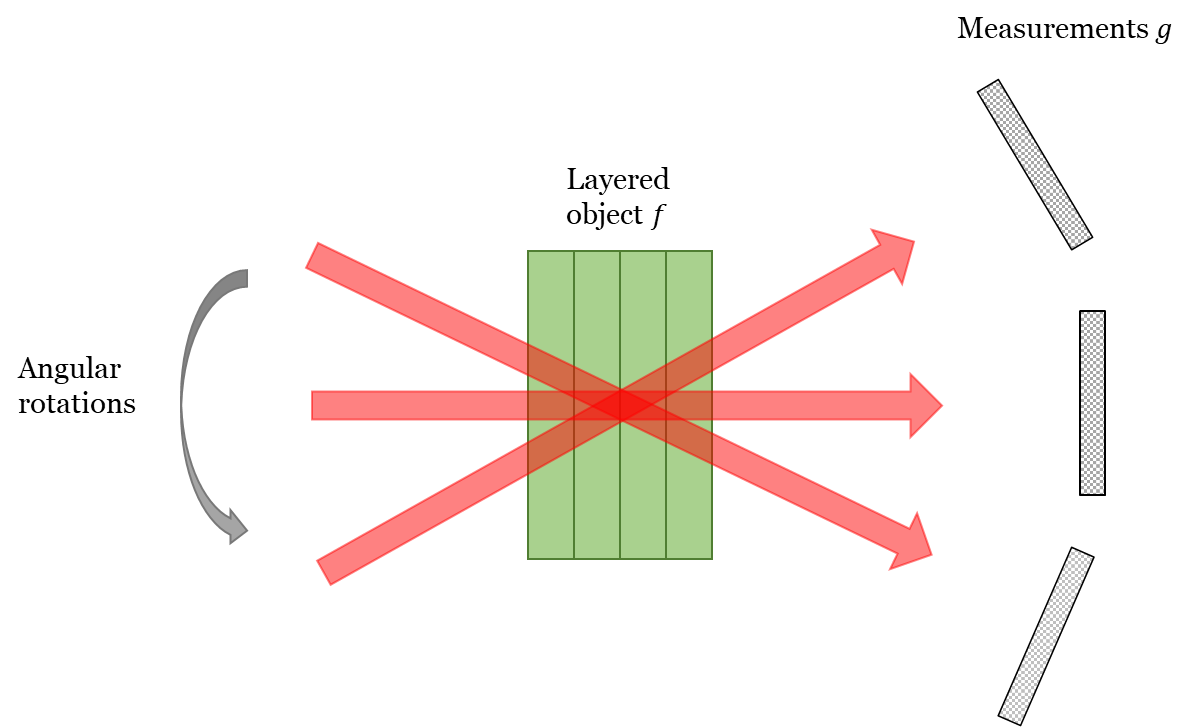 Measurements g
Layered
object f
Angular
rotations